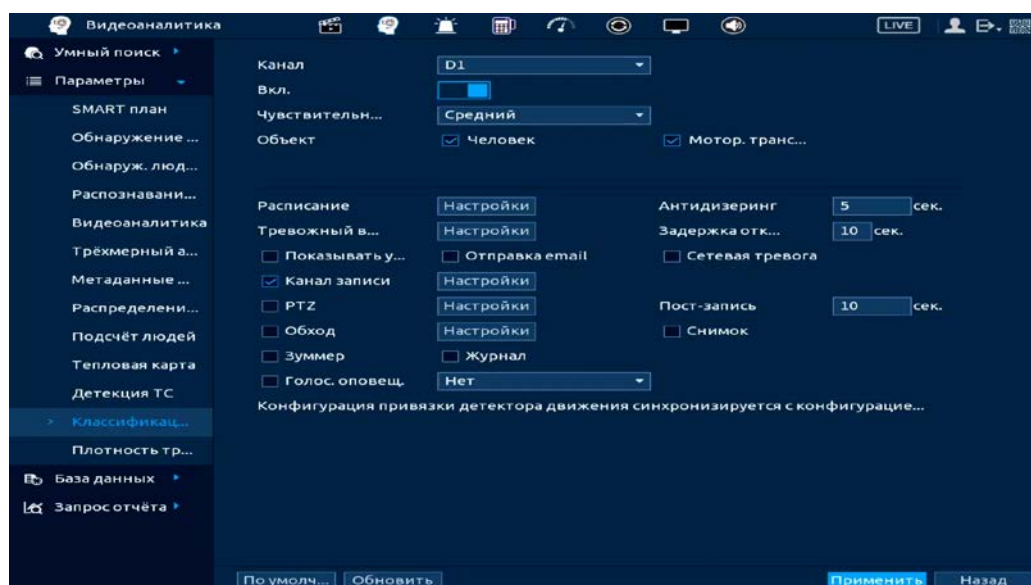 Видеоаналитика
LIVE
Умный поиск
Параметры
SMART план
Обнаружение ...
Обнаруж. люд...
Распознавани...
Видеоаналитика
Трёхмерный а...
Метаданные ...
Распределени...
Подсчёт людей
Тепловая карта
Детекция ТС
Классификац...
Плотность тр...
База данных
Запрос отчёта
Канал D1
Вкл.
Чувствительн... Средний
Объект Человек Мотор. транс...
Расписание Настройки Антидизеринг 5 сек.
Тревожный в... Настройки Задержка отк... 10 сек.
Показывать у... Отправка email Сетевая тревога
Канал записи Настройки
PTZ Настройки Пост-запись 10 сек.
Обход Настройки Снимок
Зуммер Журнал
Голос. оповещ. Нет
Конфигурация привязки детектора движения синхронизируется с конфигурацие...
По умолч... Обновить Применить Назад